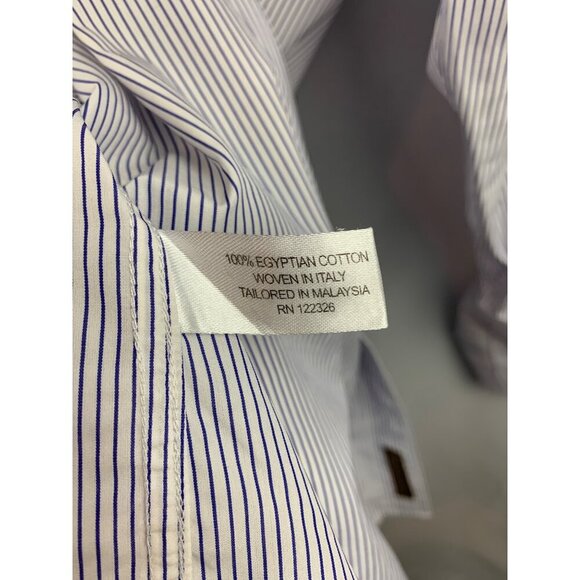 100% EGYPTIAN COTTON
WOVEN IN ITALY
TAILORED IN MALAYSIA
RN 122326